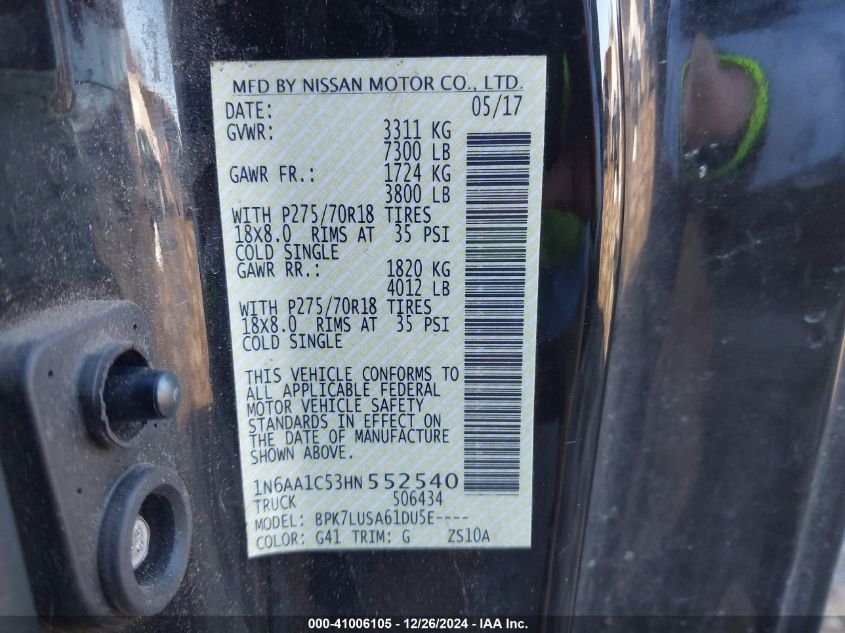 MFD BY NISSAN MOTOR CO., LTD.
DATE: 05/17
GVWR: 3311 KG
7300 LB
GAWR FR.: 1724 KG
3800 LB
WITH P275/70R18 TIRES
18X8.0 RIMS AT 35 PSI
COLD SINGLE
GAWR RR.: 1820 KG
4012 LB
WITH P275/70R18 TIRES
18X8.0 RIMS AT 35 PSI
COLD SINGLE
THIS VEHICLE CONFORMS TO
ALL APPLICABLE FEDERAL
MOTOR VEHICLE SAFETY
STANDARDS IN EFFECT ON
THE DATE OF MANUFACTURE
SHOWN ABOVE.
1N6AA1C53HN552540
TRUCK 506434
MODEL: BPK7LUSA61DU5E----
COLOR: G41 TRIM: G ZS10A
000-41006105 - 12/26/2024 - IAA Inc.